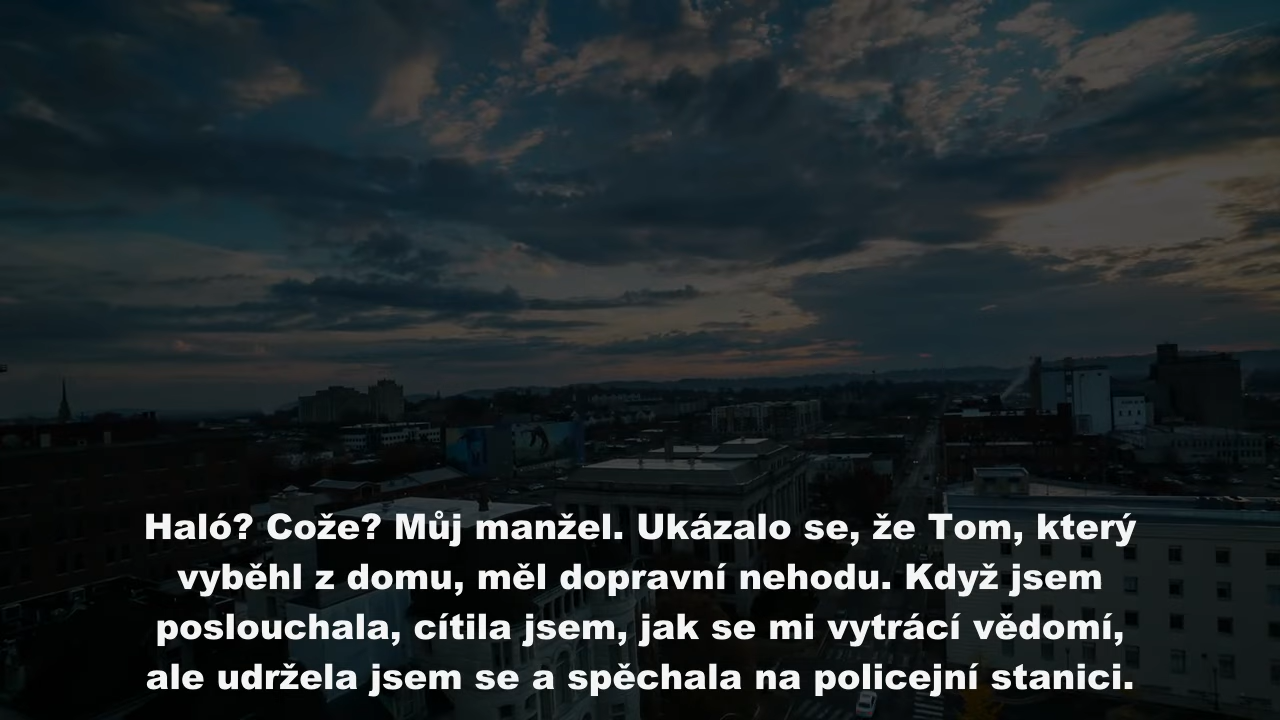 Haló? Cože? Můj manžel. Ukázalo se, že Tom, který
vyběhl z domu, měl dopravní nehodu. Když jsem
poslouchala, cítila jsem, jak se mi vytrácí vědomí,
ale udržela jsem se a spěchala na policejní stanici.